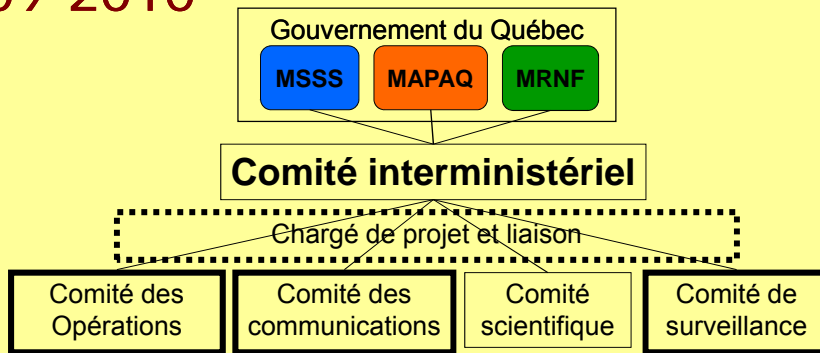 2010
Gouvernement du Québec
MSSS MAPAQ MRNF
Comité interministériel
Chargé de projet et liaison
Comité des
Opérations
Comité des
communications
Comité
scientifique
Comité de
surveillance